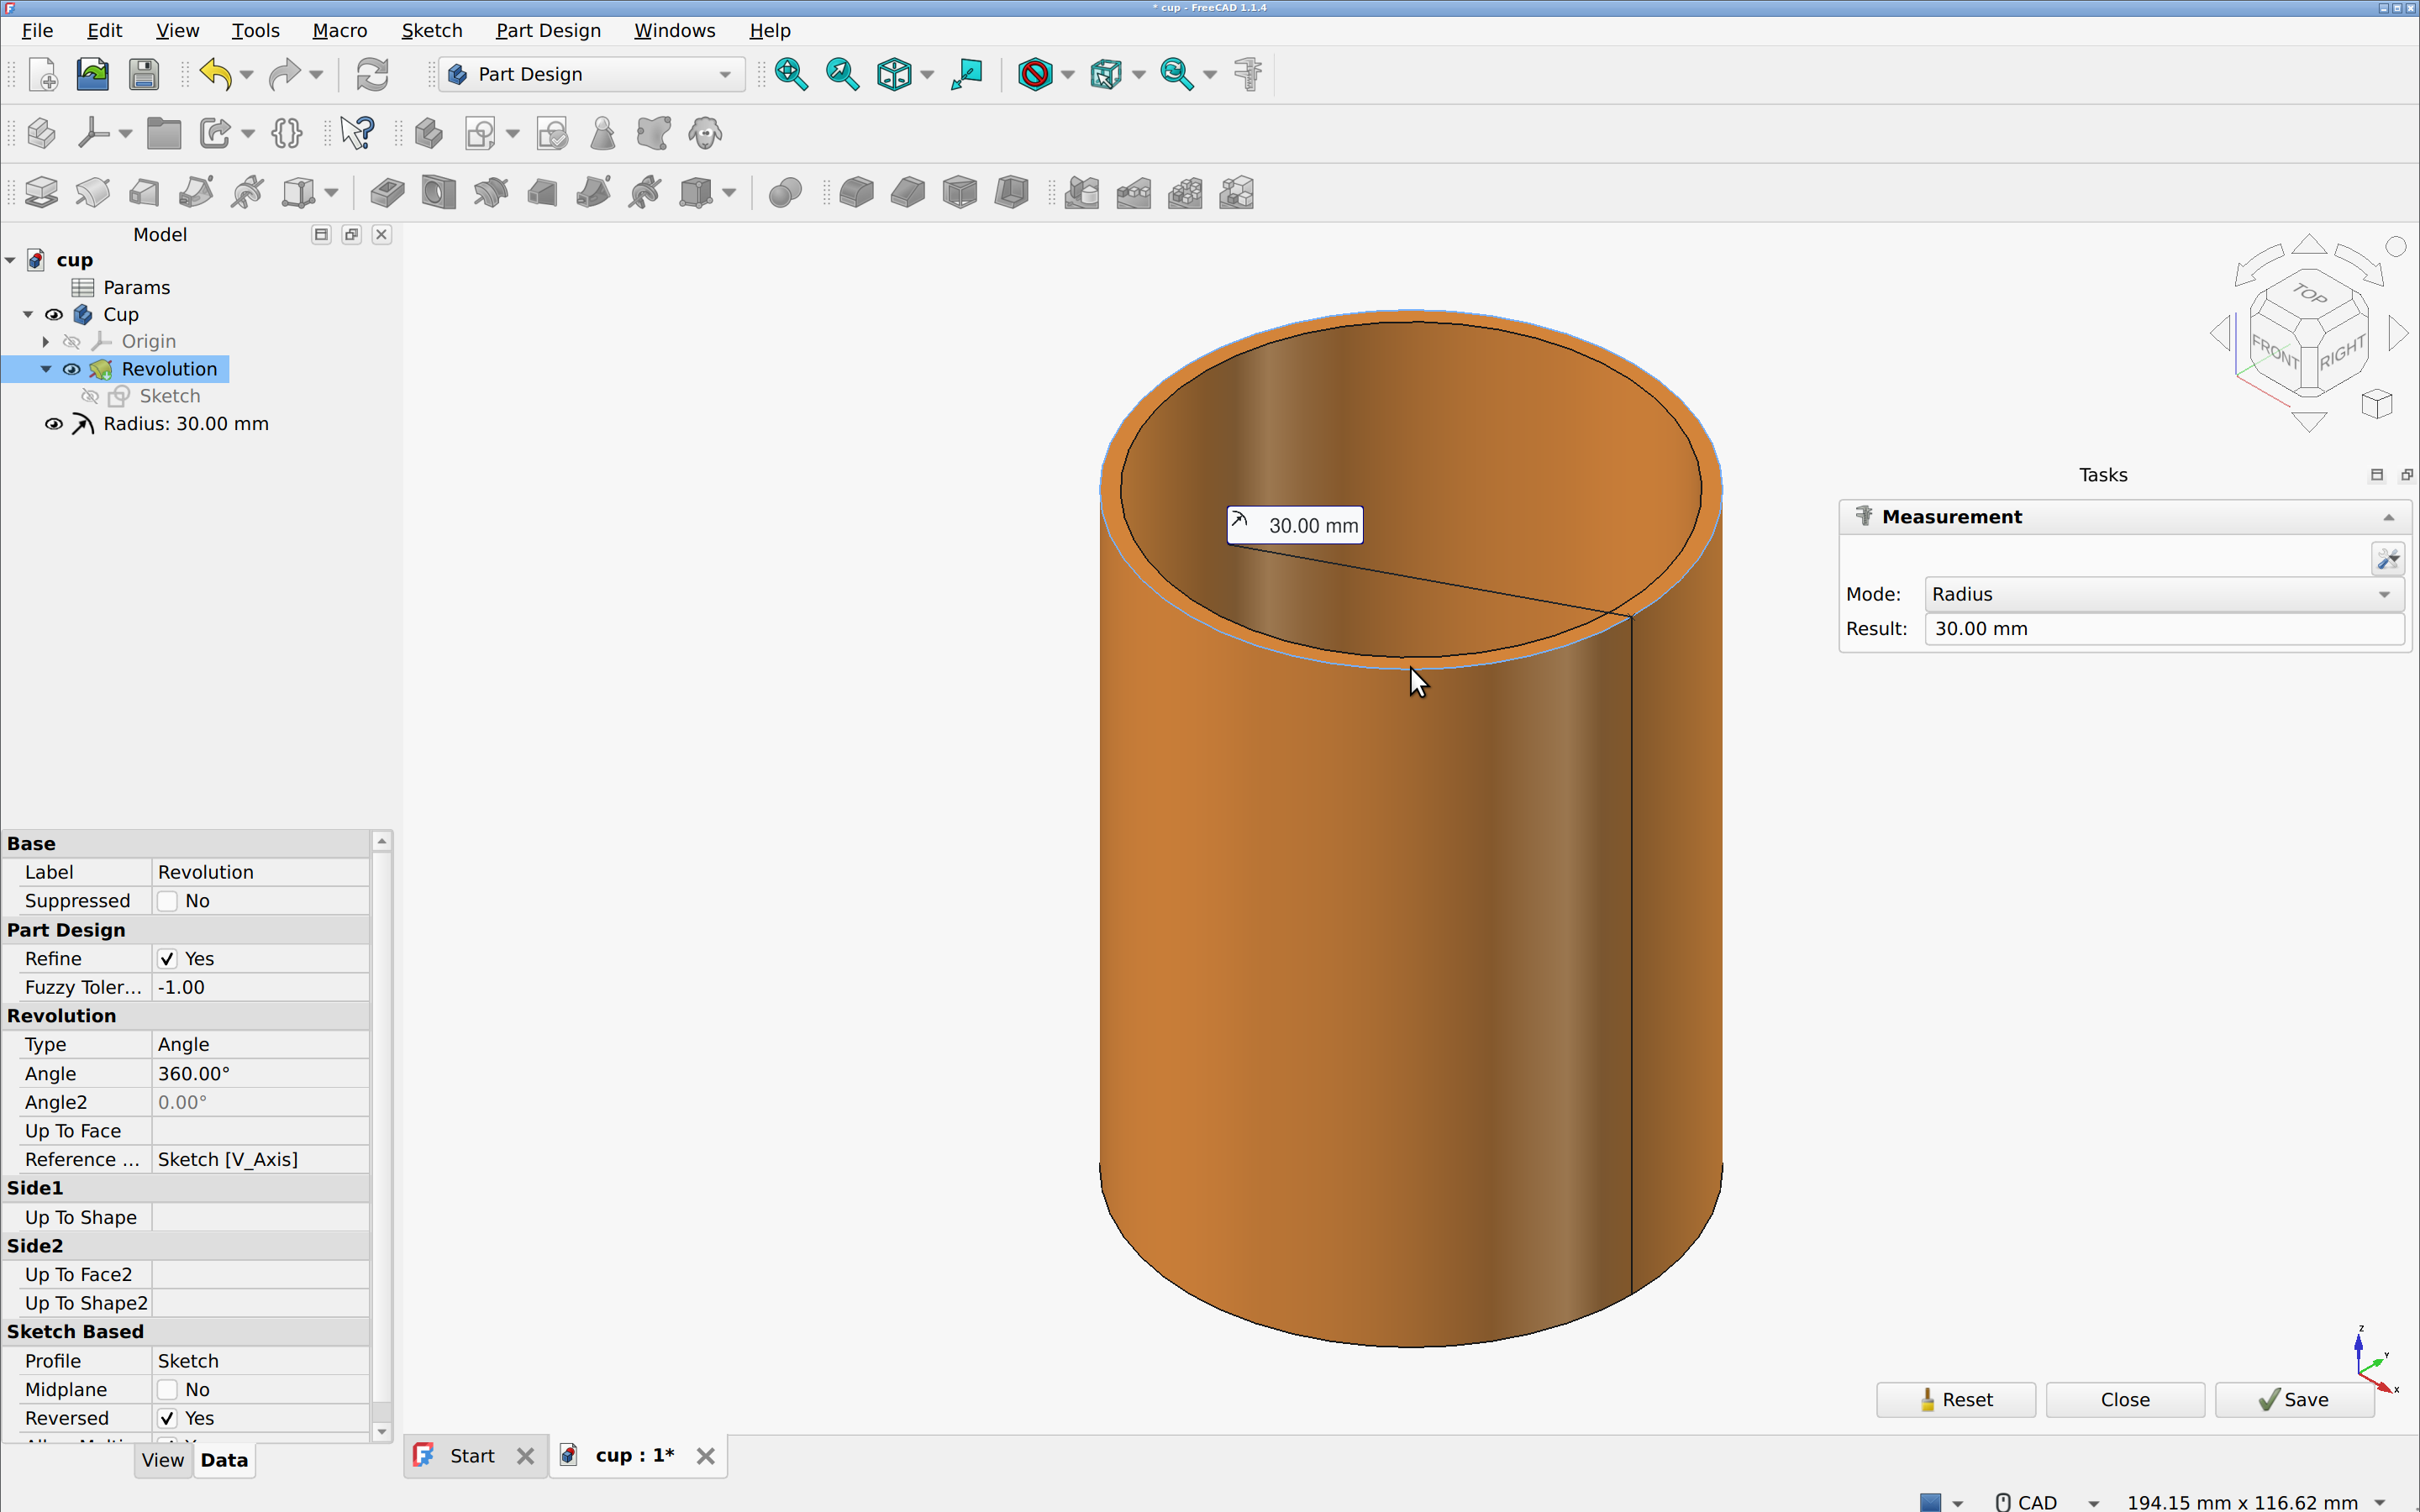 * cup - FreeCAD 1.1.4
File Edit View Tools Macro Sketch Part Design Windows Help
Part Design
Model
cup
Params
Cup
Origin
Revolution
Sketch
Radius: 30.00 mm
Base
Label Revolution
Suppressed No
Part Design
Refine Yes
Fuzzy Toler... -1.00
Revolution
Type Angle
Angle 360.00°
Angle2 0.00°
Up To Face
Reference ... Sketch [V_Axis]
Side1
Up To Shape
Side2
Up To Face2
Up To Shape2
Sketch Based
Profile Sketch
Midplane No
Reversed Yes
View Data
30.00 mm
TOP
FRONT RIGHT
Tasks
Measurement
Mode: Radius
Result: 30.00 mm
Z
Y
X
Reset Close Save
Start cup : 1*
CAD 194.15 mm x 116.62 mm